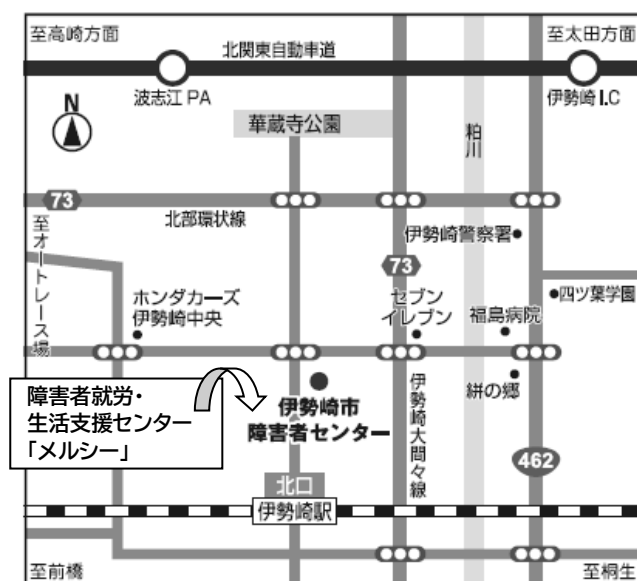 至高崎方面
北関東自動車道
至太田方面
波志江 PA
伊勢崎 I.C
N
華蔵寺公園
粕川
73
北部環状線
至オートレース場
伊勢崎警察署
73
四ツ葉学園
ホンダカーズ
伊勢崎中央
セブン
イレブン
福島病院
障害者就労・
生活支援センター
「メルシー」
伊勢崎市
障害者センター
伊勢崎大間々線
絣の郷
462
北口
伊勢崎駅
至前橋
至桐生